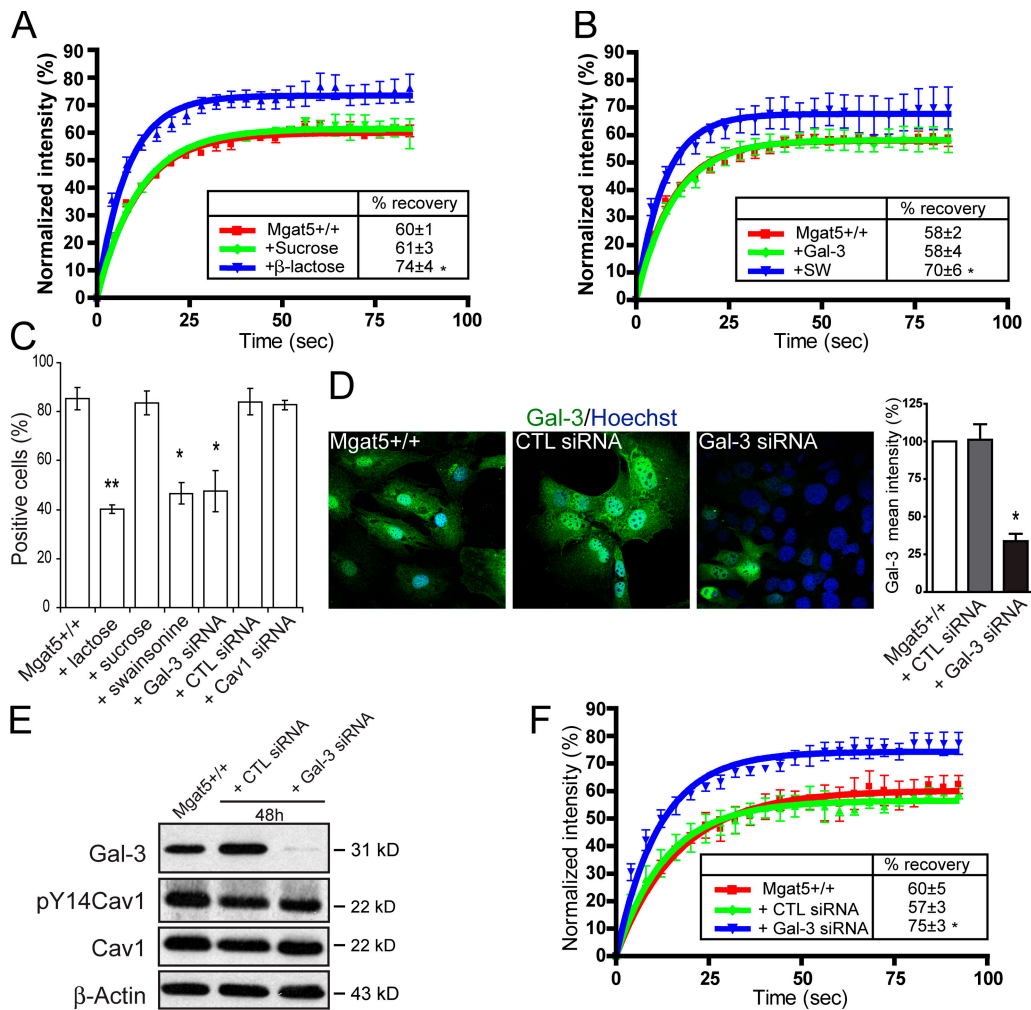 A
Normalized intensity (%)
90
80
70
60
50
40
30
20
10
0
0 25 50 75 100
Time (sec)
% recovery
Mgat5+/+ 60±1
+Sucrose 61±3
+β-lactose 74±4 *
B
Normalized intensity (%)
90
80
70
60
50
40
30
20
10
0
0 25 50 75 100
Time (sec)
% recovery
Mgat5+/+ 58±2
+Gal-3 58±4
+SW 70±6 *
C
Positive cells (%)
100
80
60
40
20
0
**
*
*
Mgat5+/+
+ lactose
+ sucrose
+ swainsonine
+ Gal-3 siRNA
+ CTL siRNA
+ Cav1 siRNA
D
Gal-3/Hoechst
Mgat5+/+
CTL siRNA
Gal-3 siRNA
Gal-3 mean intensity (%)
125
100
75
50
25
0
*
Mgat5+/+
+ CTL siRNA
+ Gal-3 siRNA
E
Mgat5+/+
+ CTL siRNA
+ Gal-3 siRNA
48h
Gal-3 – 31 kD
pY14Cav1 – 22 kD
Cav1 – 22 kD
β-Actin – 43 kD
F
Normalized intensity (%)
90
80
70
60
50
40
30
20
10
0
0 25 50 75 100
Time (sec)
% recovery
Mgat5+/+ 60±5
+ CTL siRNA 57±3
+ Gal-3 siRNA 75±3 *